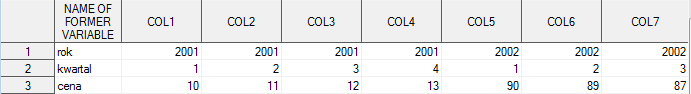 NAME OF FORMER VARIABLE COL1 COL2 COL3 COL4 COL5 COL6 COL7
1 rok 2001 2001 2001 2001 2002 2002 2002
2 kwartal 1 2 3 4 1 2 3
3 cena 10 11 12 13 90 89 87